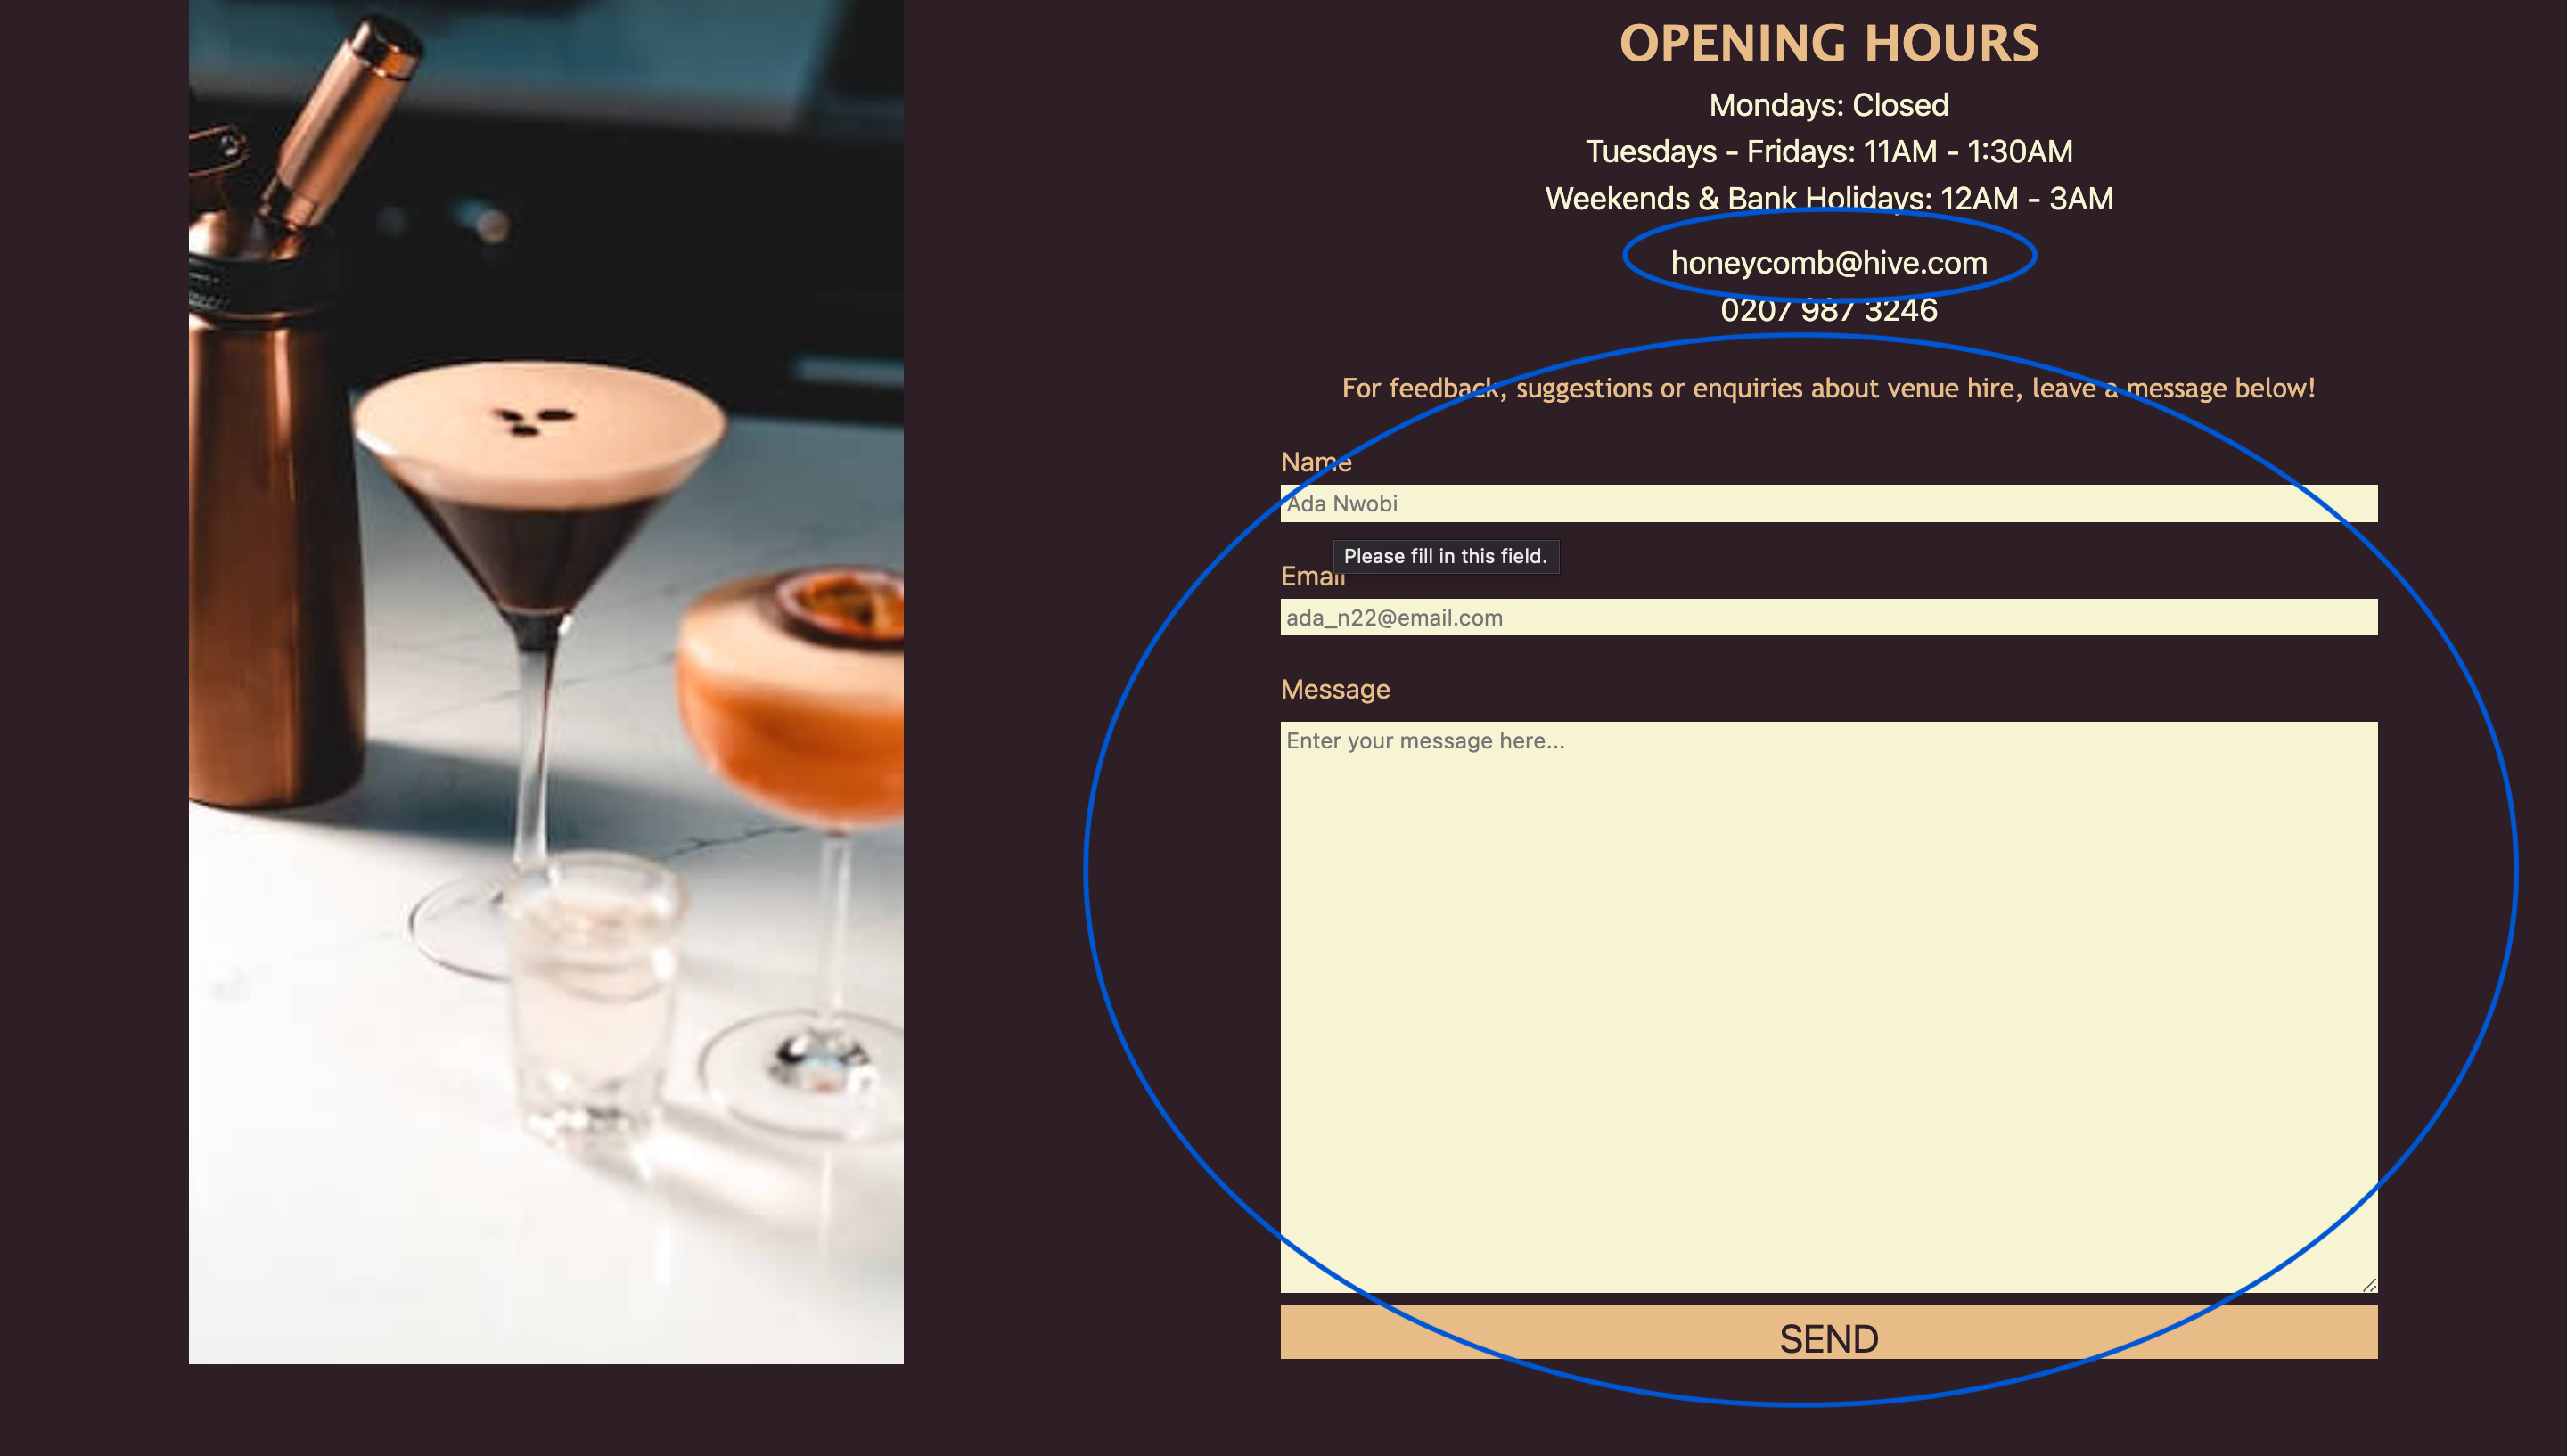 OPENING HOURS
Mondays: Closed
Tuesdays - Fridays: 11AM - 1:30AM
Weekends & Bank Holidays: 12AM - 3AM
honeycomb@hive.com
0207 987 3246
For feedback, suggestions or enquiries about venue hire, leave a message below!
Name
Ada Nwobi
Please fill in this field.
Email
ada_n22@email.com
Message
Enter your message here...
SEND